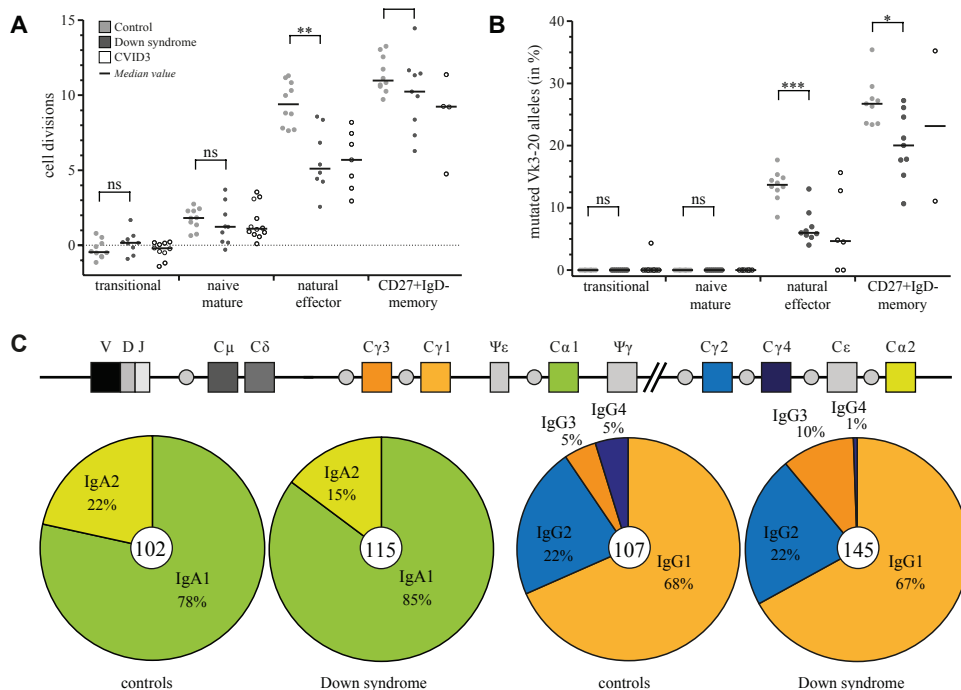 A
15
10
5
0
cell divisions
Control
Down syndrome
CVID3
Median value
ns
ns
**
transitional
naive mature
natural effector
CD27+IgD- memory
B
40
30
20
10
0
mutated Vk3-20 alleles (in %)
ns
ns
***
*
transitional
naive mature
natural effector
CD27+IgD- memory
C
V D J Cμ Cδ Cγ3 Cγ1 Ψε Cα1 Ψγ Cγ2 Cγ4 Cε Cα2
IgA2
22%
102
IgA1
78%
controls
IgA2
15%
115
IgA1
85%
Down syndrome
IgG4
5%
IgG3
5%
IgG2
22%
107
IgG1
68%
controls
IgG4
1%
IgG3
10%
IgG2
22%
145
IgG1
67%
Down syndrome